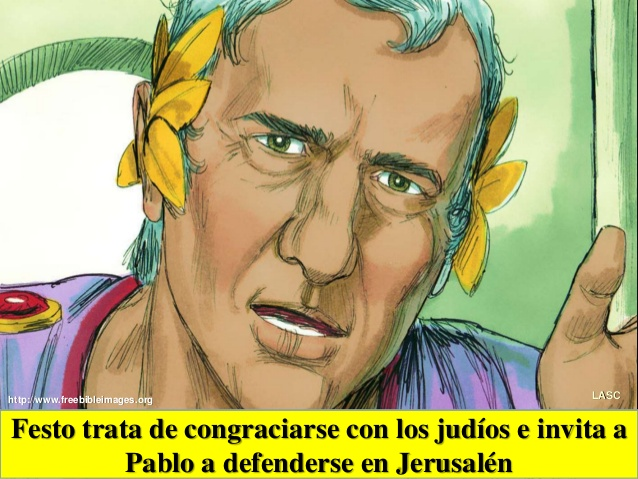 http://www.freebibleimages.org
LASC
Festo trata de congraciarse con los judíos e invita a
Pablo a defenderse en Jerusalén